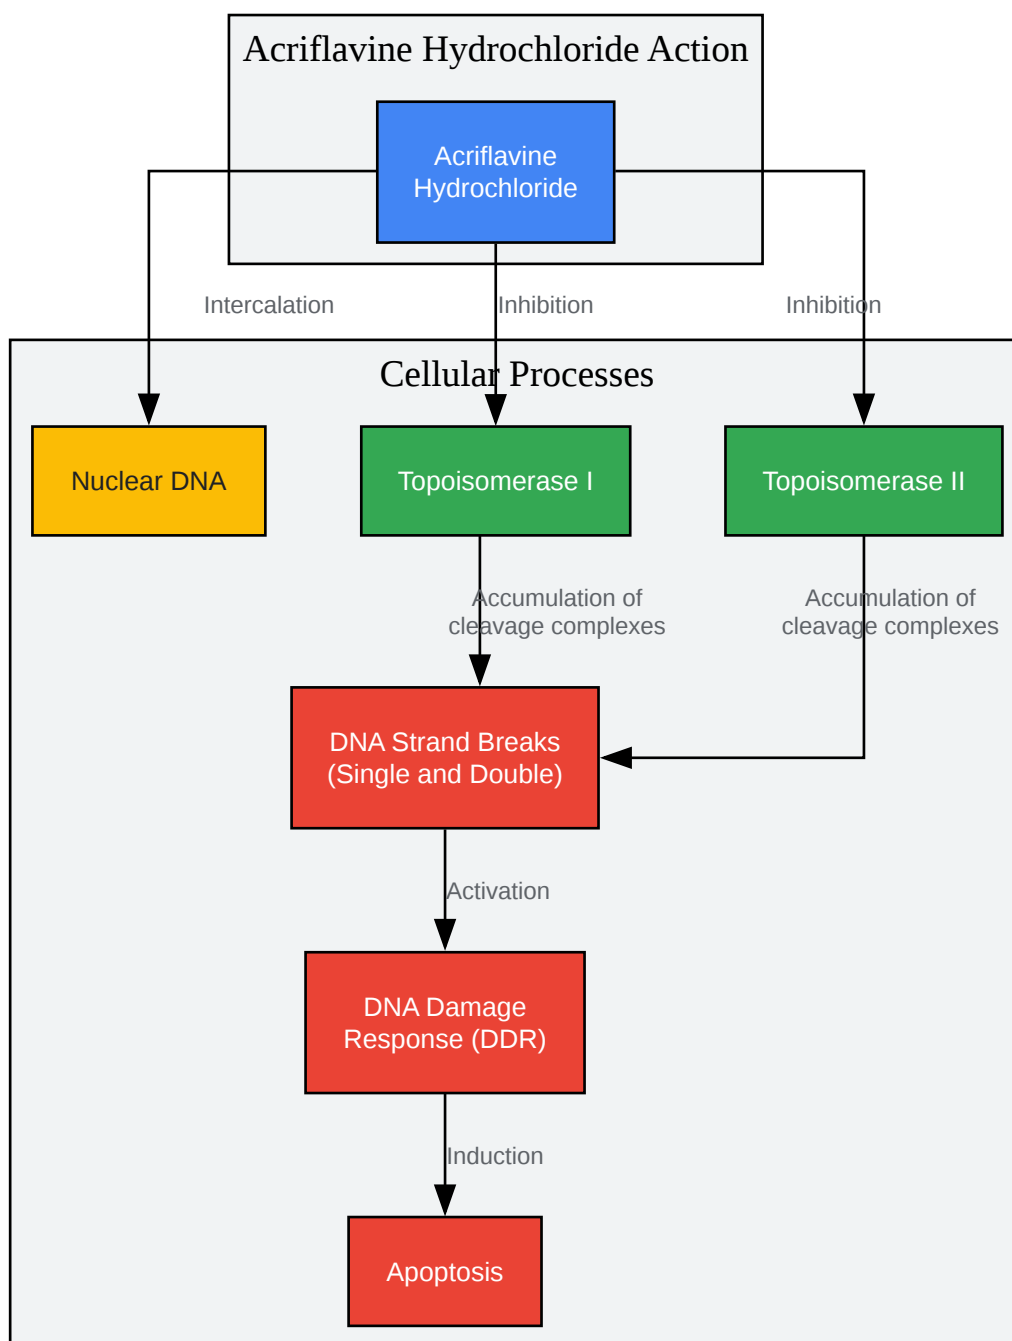 Acriflavine Hydrochloride Action
Acriflavine
Hydrochloride
Intercalation
Inhibition
Inhibition
Cellular Processes
Nuclear DNA
Topoisomerase I
Topoisomerase II
Accumulation of
cleavage complexes
Accumulation of
cleavage complexes
DNA Strand Breaks
(Single and Double)
Activation
DNA Damage
Response (DDR)
Induction
Apoptosis